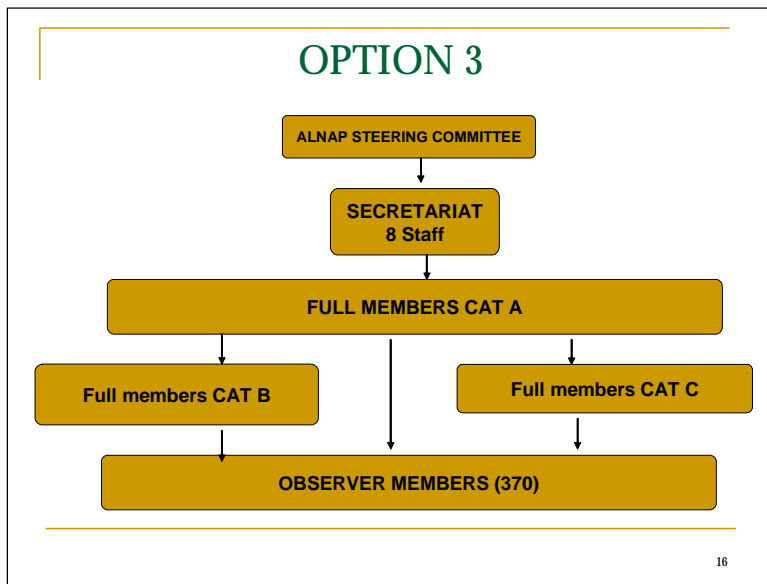 OPTION 3
ALNAP STEERING COMMITTEE
SECRETARIAT
8 Staff
FULL MEMBERS CAT A
Full members CAT B
Full members CAT C
OBSERVER MEMBERS (370)
16